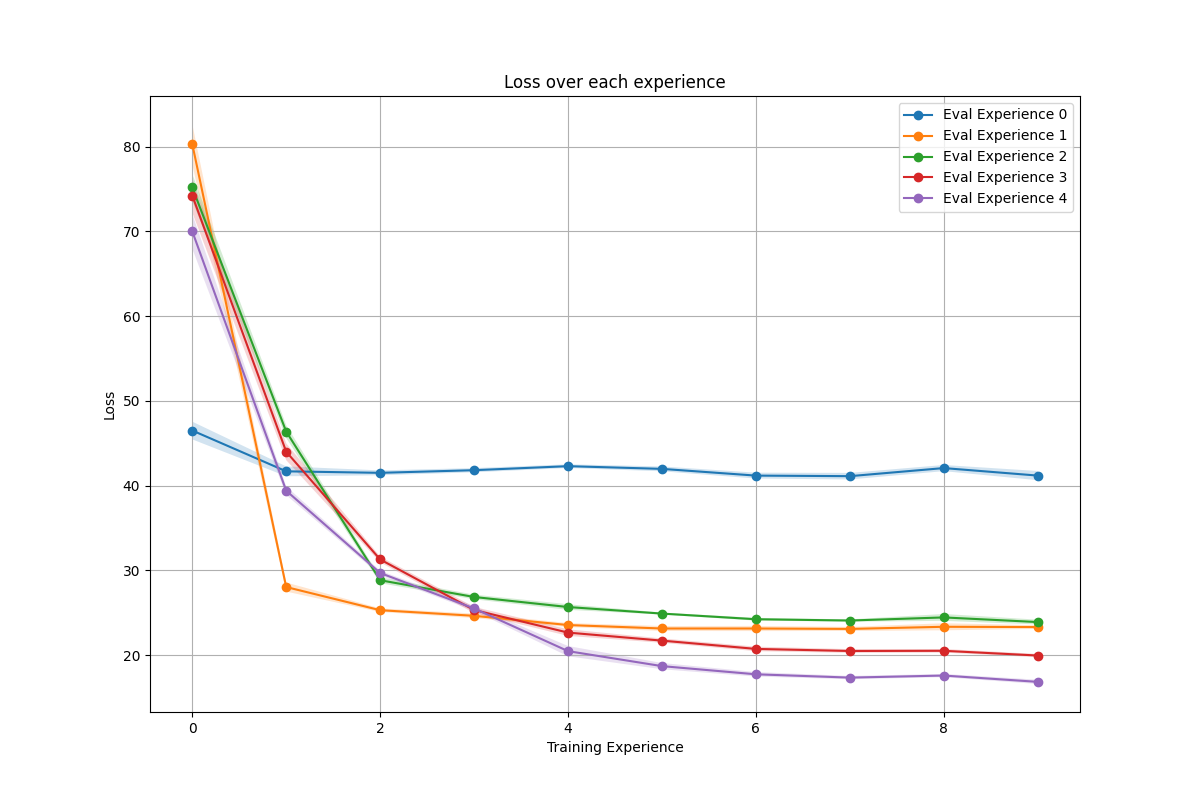 Loss over each experience
Eval Experience 0
Eval Experience 1
Eval Experience 2
Eval Experience 3
Eval Experience 4
80
70
60
50
40
30
20
Loss
0 2 4 6 8
Training Experience